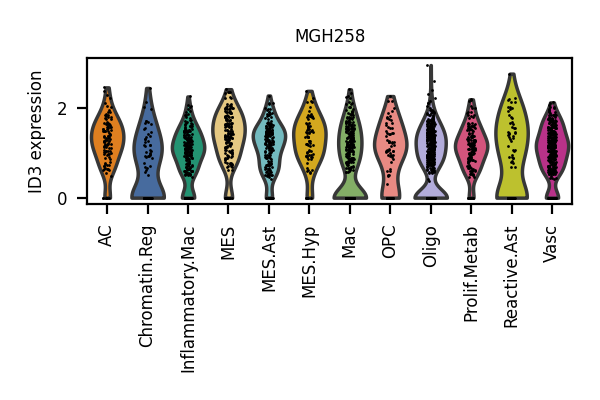 MGH258
ID3 expression
2
0
AC
Chromatin.Reg
Inflammatory.Mac
MES
MES.Ast
MES.Hyp
Mac
OPC
Oligo
Prolif.Metab
Reactive.Ast
Vasc